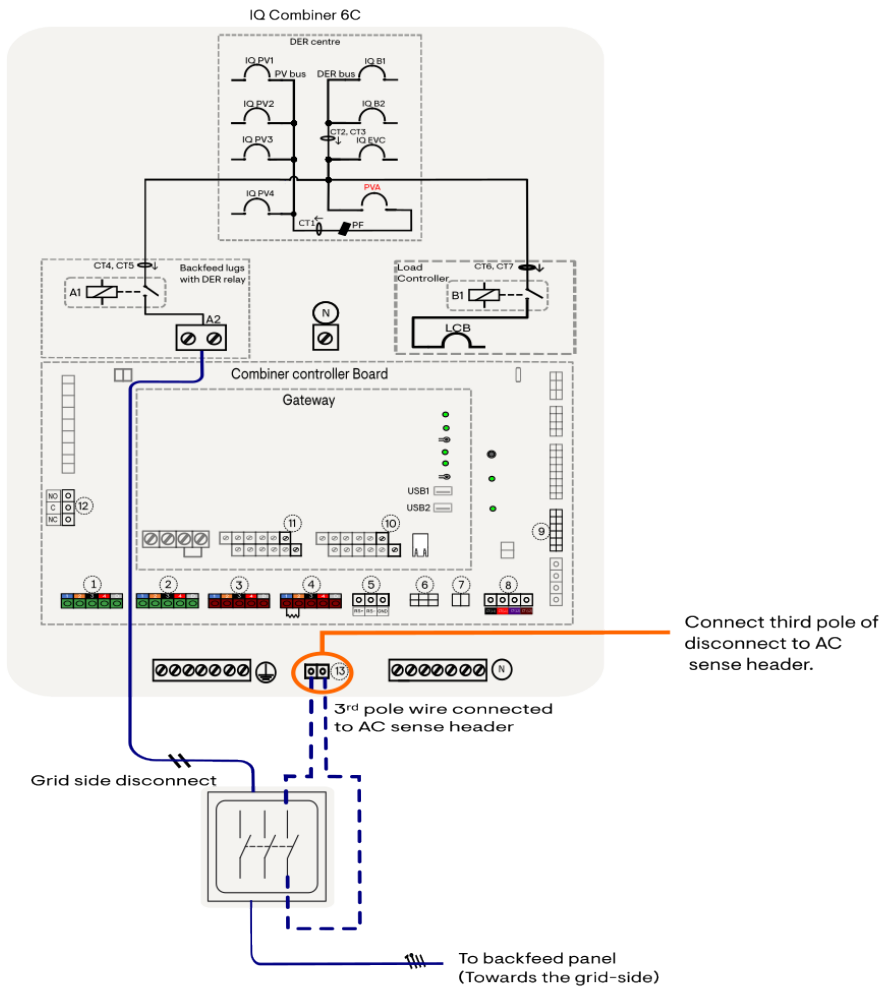 IQ Combiner 6C
DER centre
IQ PV1
PV bus
DER bus
IQ B1
IQ PV2
IQ B2
CT2, CT3
IQ PV3
IQ EVC
IQ PV4
PVA
CT1
PF
CT4, CT5
Backfeed lugs
with DER relay
A1
A2
N
CT6, CT7
Load
Controller
B1
LCB
Combiner controller Board
Gateway
USB1
USB2
NO
C
NC
12
11
10
9
1
2
3
4
5
6
7
8
GND
13
N
Connect third pole of
disconnect to AC
sense header.
3rd pole wire connected
to AC sense header
Grid side disconnect
To backfeed panel
(Towards the grid-side)